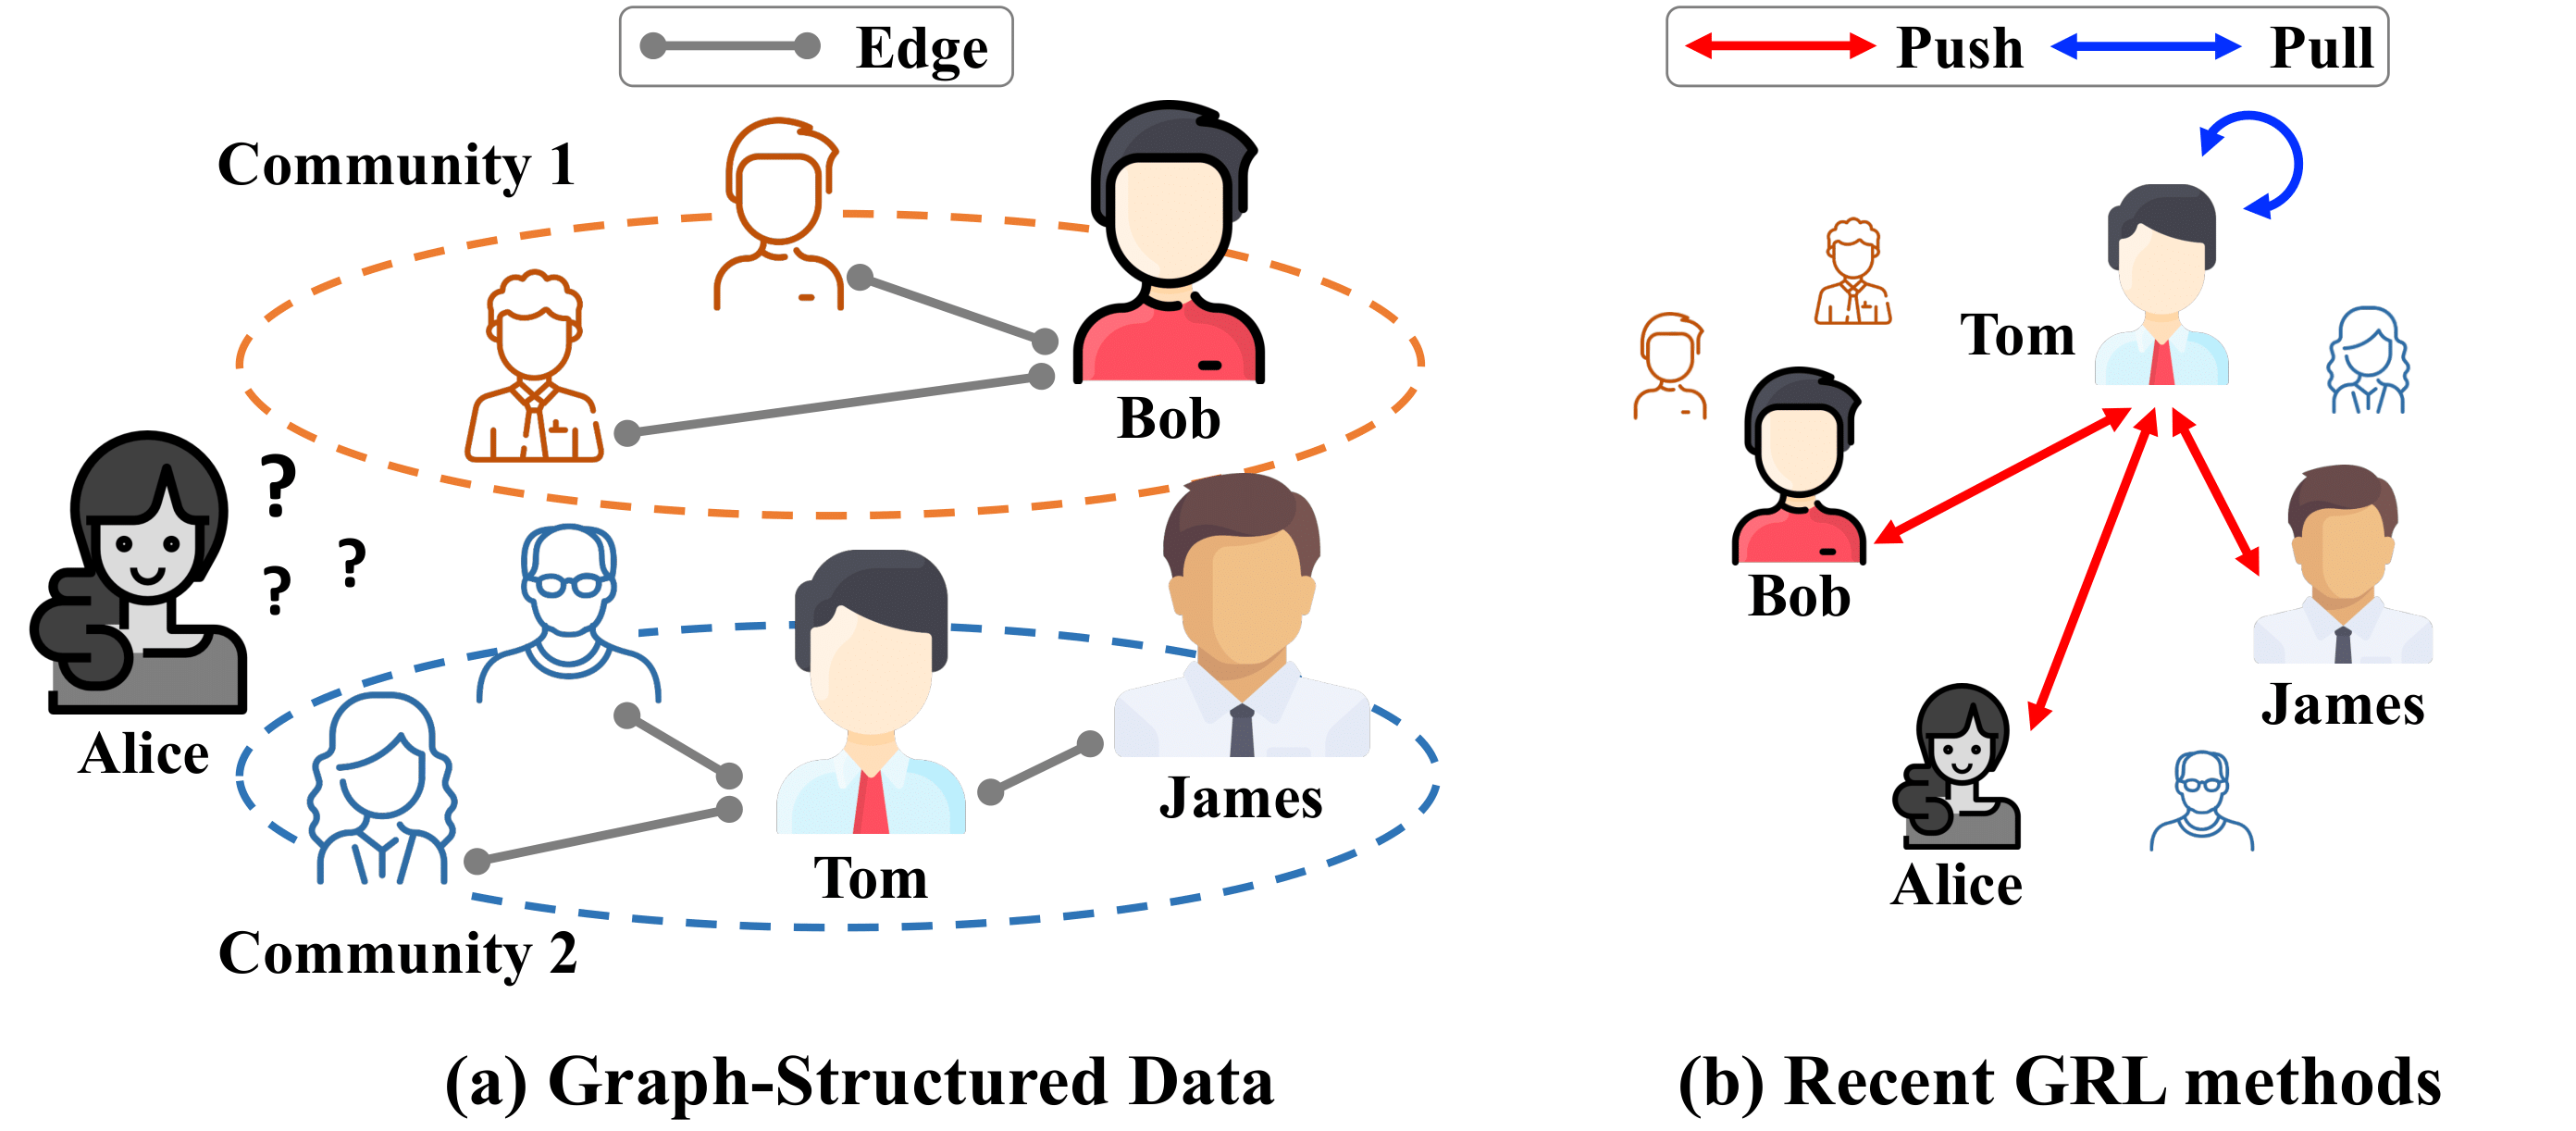 Edge
Community 1
Bob
? 
?
?
Alice
James
Tom
Community 2
(a) Graph-Structured Data
Push Pull
Tom
Bob
James
Alice
(b) Recent GRL methods